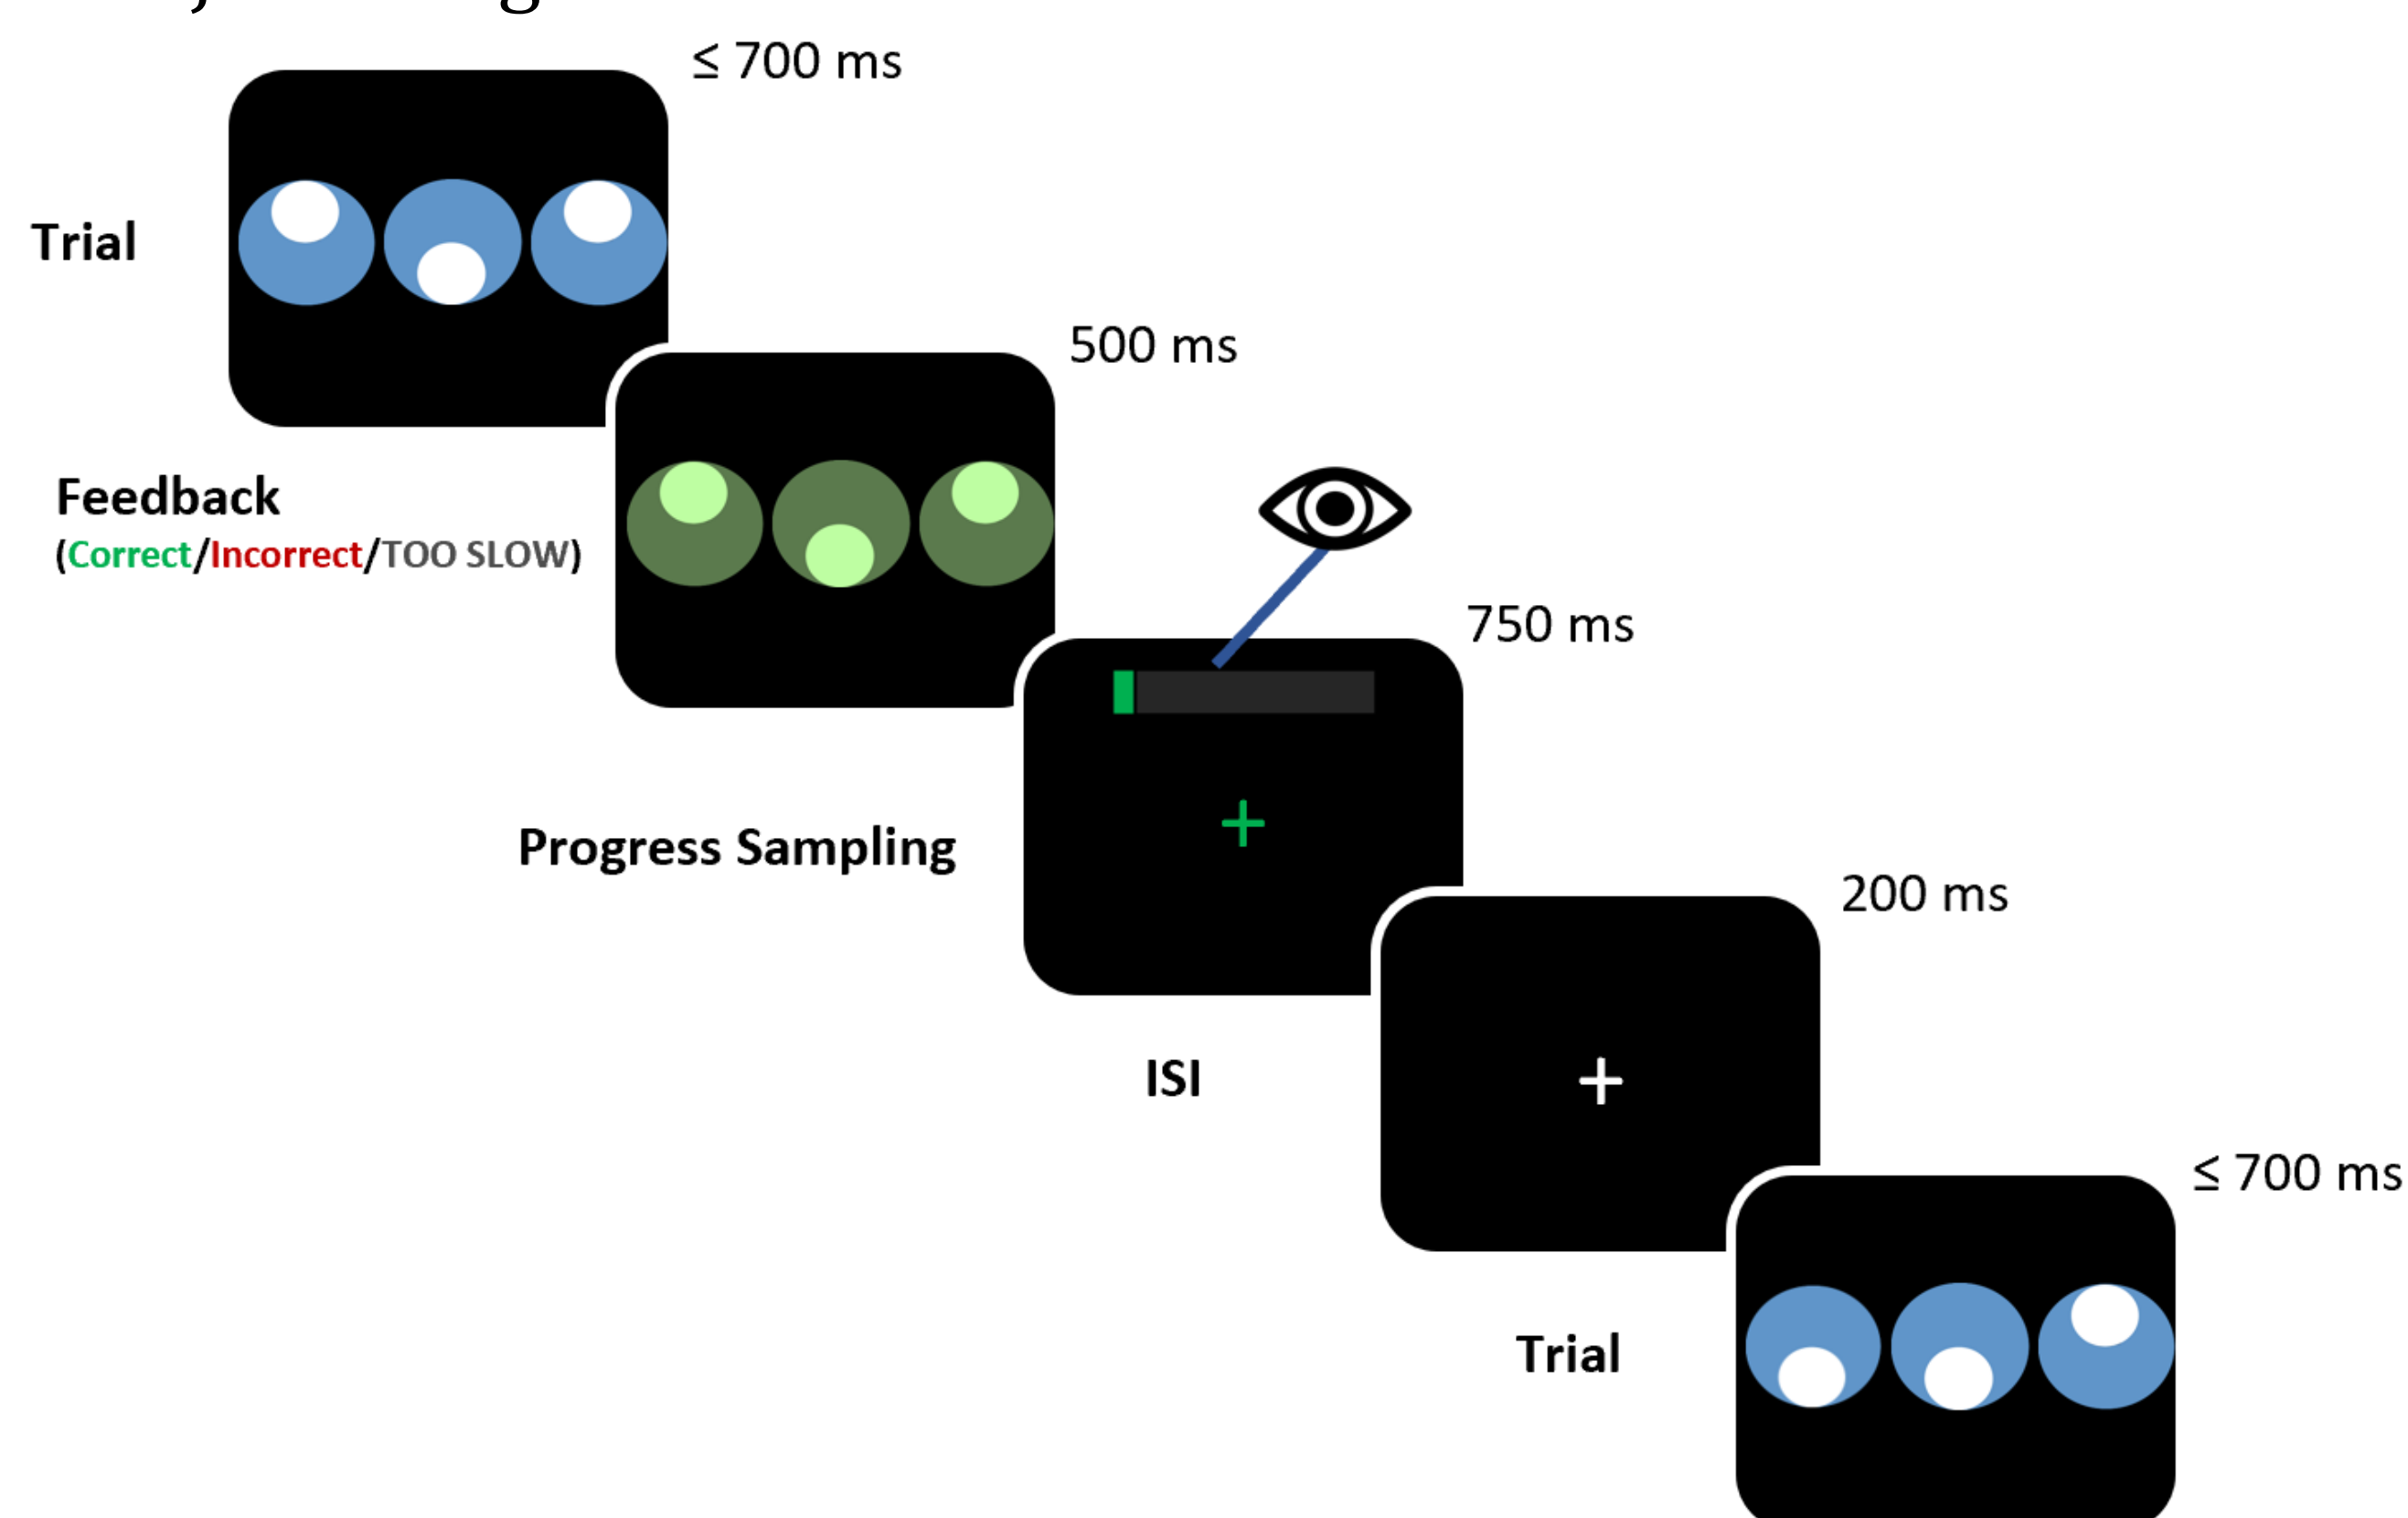 ≤ 700 ms
Trial
500 ms
Feedback
(Correct/Incorrect/TOO SLOW)
750 ms
Progress Sampling
200 ms
ISI
≤ 700 ms
Trial